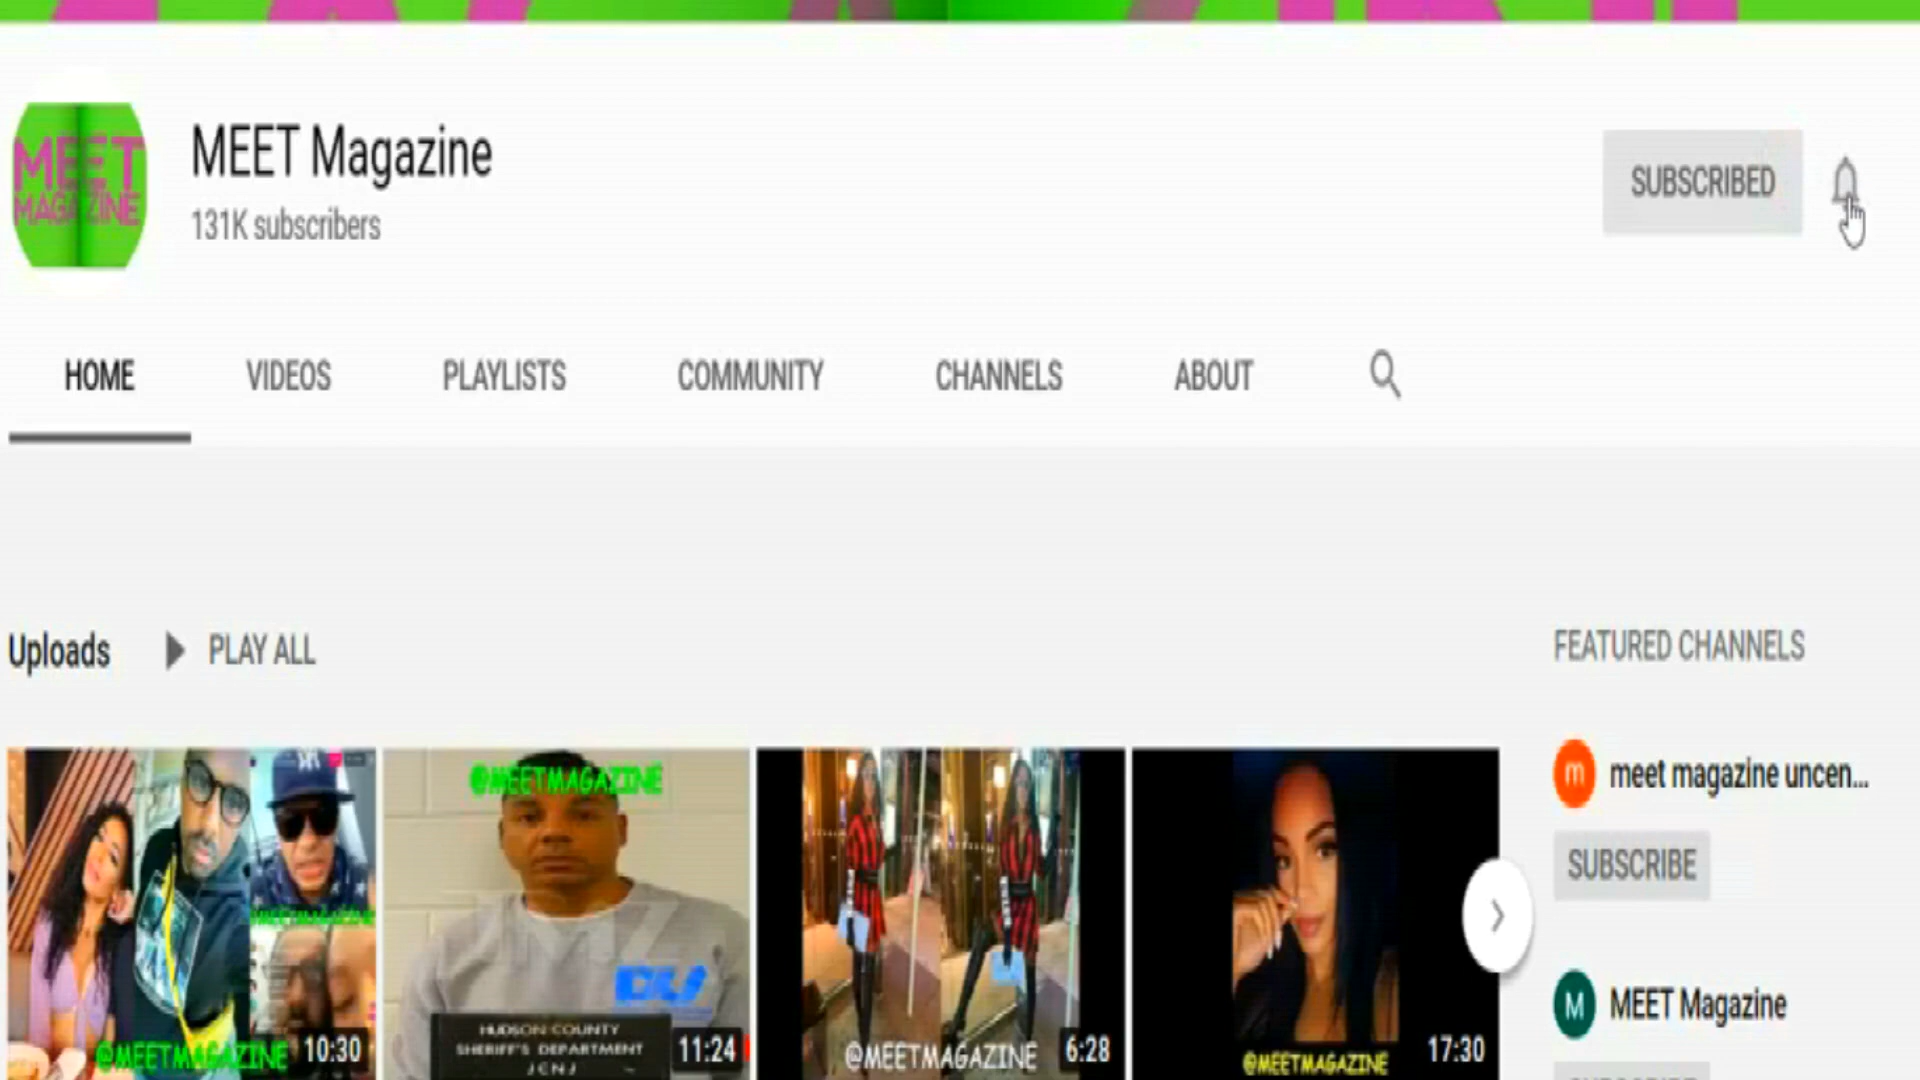 MEET
MAGAZINE
MEET Magazine
131K subscribers
SUBSCRIBED
HOME VIDEOS PLAYLISTS COMMUNITY CHANNELS ABOUT
Uploads PLAY ALL
FEATURED CHANNELS
m meet magazine uncen...
SUBSCRIBE
M MEET Magazine
@MEETMAGAZINE
@MEETMAGAZINE 10:30
HUDSON COUNTY
SHERIFF'S DEPARTMENT
JCNJ
11:24
@MEETMAGAZINE 6:28
@MEETMAGAZINE 17:30